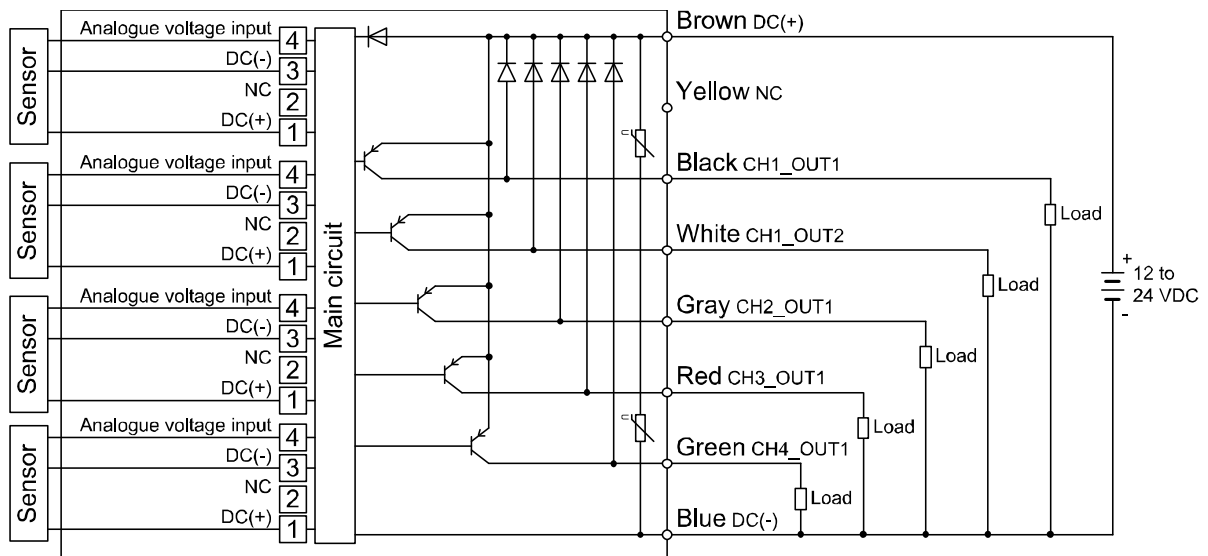 Sensor
Analogue voltage input 4
DC(-) 3
NC 2
DC(+) 1
Sensor
Analogue voltage input 4
DC(-) 3
NC 2
DC(+) 1
Sensor
Analogue voltage input 4
DC(-) 3
NC 2
DC(+) 1
Sensor
Analogue voltage input 4
DC(-) 3
NC 2
DC(+) 1
Main circuit
U
U
Brown DC(+)
Yellow NC
Black CH1_OUT1
White CH1_OUT2
Gray CH2_OUT1
Red CH3_OUT1
Green CH4_OUT1
Blue DC(-)
Load
Load
Load
Load
Load
+
12 to
24 VDC
-